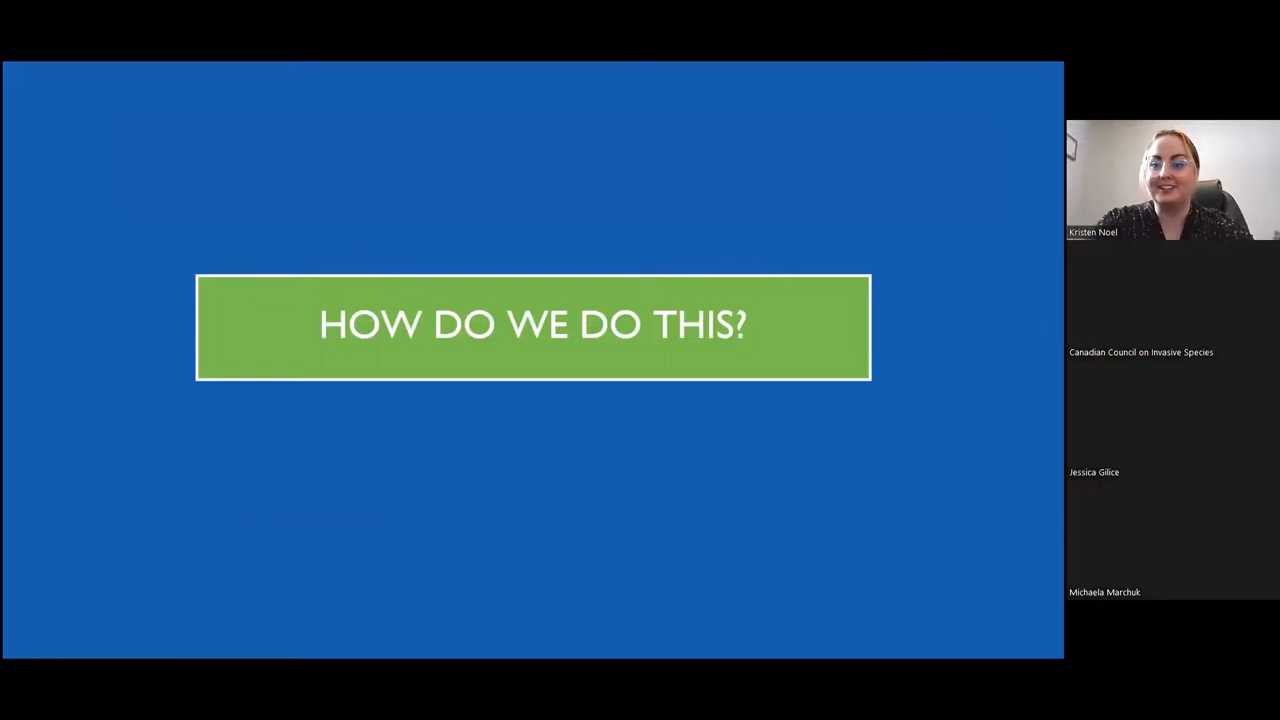 HOW DO WE DO THIS?
Kristen Noel
Canadian Council on Invasive Species
Jessica Gilice
Michaela Marchuk